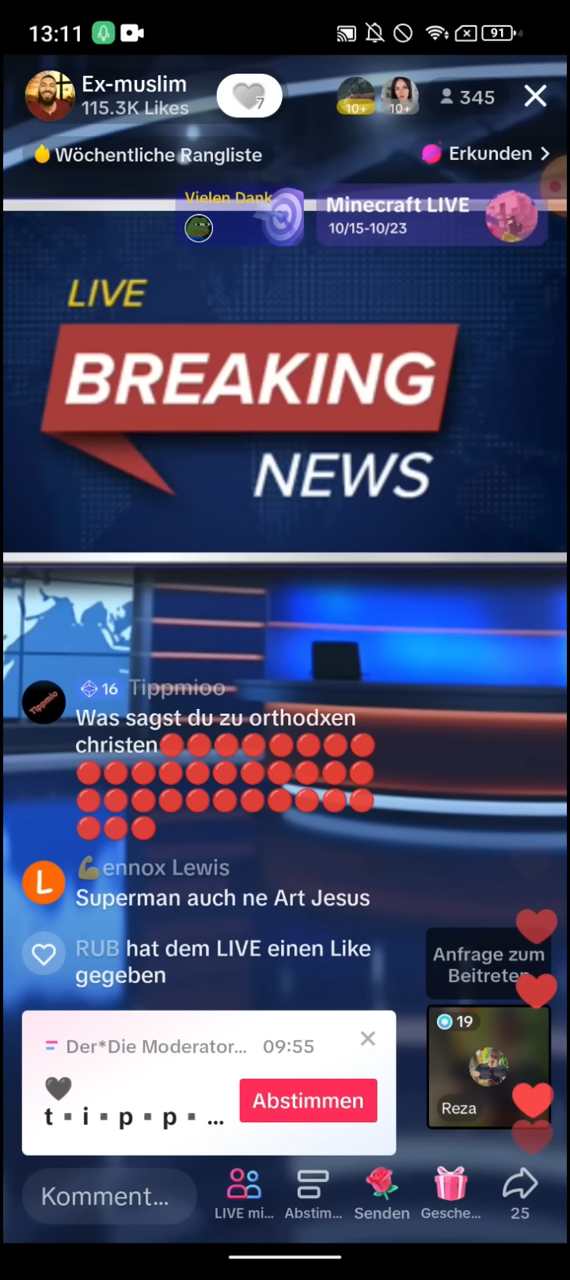 13:11
91
Ex-muslim
115.3K Likes
7
10+
10+
345
Wöchentliche Rangliste
Erkunden
Vielen Dank
Minecraft LIVE
10/15-10/23
LIVE
BREAKING
NEWS
16 Tippmioo
Tippmio
Was sagst du zu orthodxen
christen🔴🔴🔴🔴🔴🔴🔴🔴
🔴🔴🔴🔴🔴🔴🔴🔴🔴🔴🔴
🔴🔴🔴🔴🔴🔴🔴🔴🔴🔴🔴
🔴🔴🔴
L
💪ennox Lewis
Superman auch ne Art Jesus
RUB hat dem LIVE einen Like
gegeben
Anfrage zum
Beitreten
19
Reza
Der*Die Moderator... 09:55
🖤
t ▪ i ▪ p ▪ p ▪ ...
Abstimmen
Komment...
LIVE mi...
Abstim...
Senden
Gesche...
25